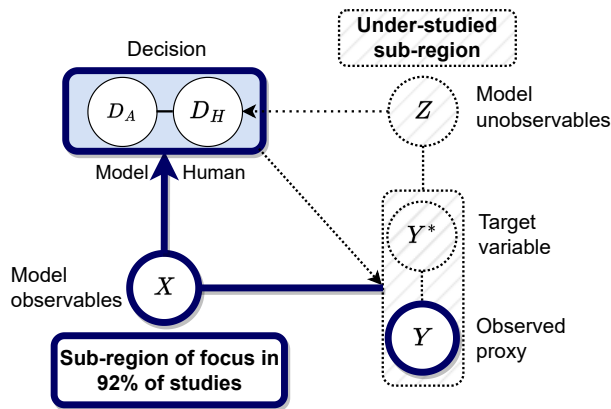 Under-studied
sub-region
Decision
D_A
D_H
Z
Model
unobservables
Model
Human
Y*
Target
variable
Model
observables
X
Y
Observed
proxy
Sub-region of focus in
92% of studies